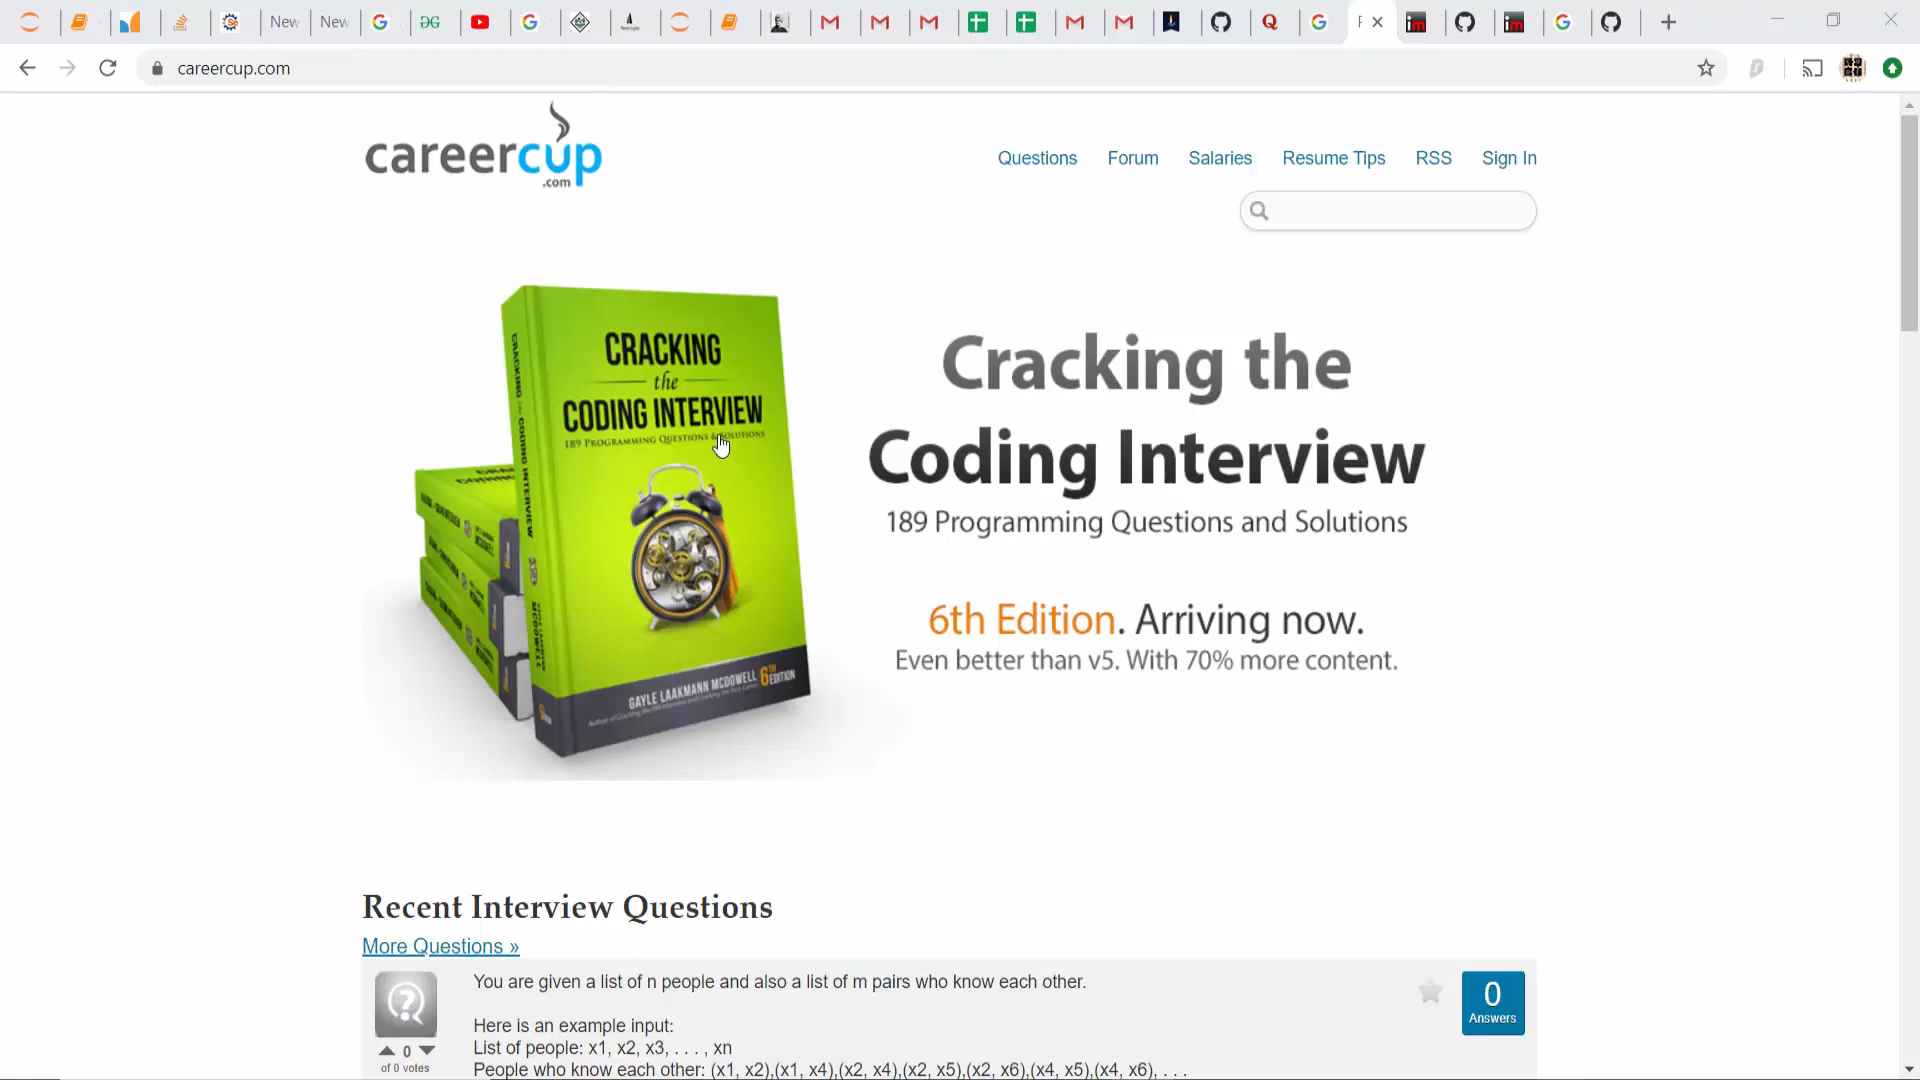 New
New
careercup.com
careercup
.com
Questions Forum Salaries Resume Tips RSS Sign In
CRACKING
the
CODING INTERVIEW
189 PROGRAMMING QUESTIONS & SOLUTIONS
GAYLE LAAKMANN MCDOWELL 6TH EDITION
Cracking the
Coding Interview
189 Programming Questions and Solutions
6th Edition. Arriving now.
Even better than v5. With 70% more content.
Recent Interview Questions
More Questions »
You are given a list of n people and also a list of m pairs who know each other.
0
Answers
Here is an example input:
List of people: x1, x2, x3, . . . , xn
People who know each other: (x1, x2),(x1, x4),(x2, x4),(x2, x5),(x2, x6),(x4, x5),(x4, x6), . . .
0
of 0 votes